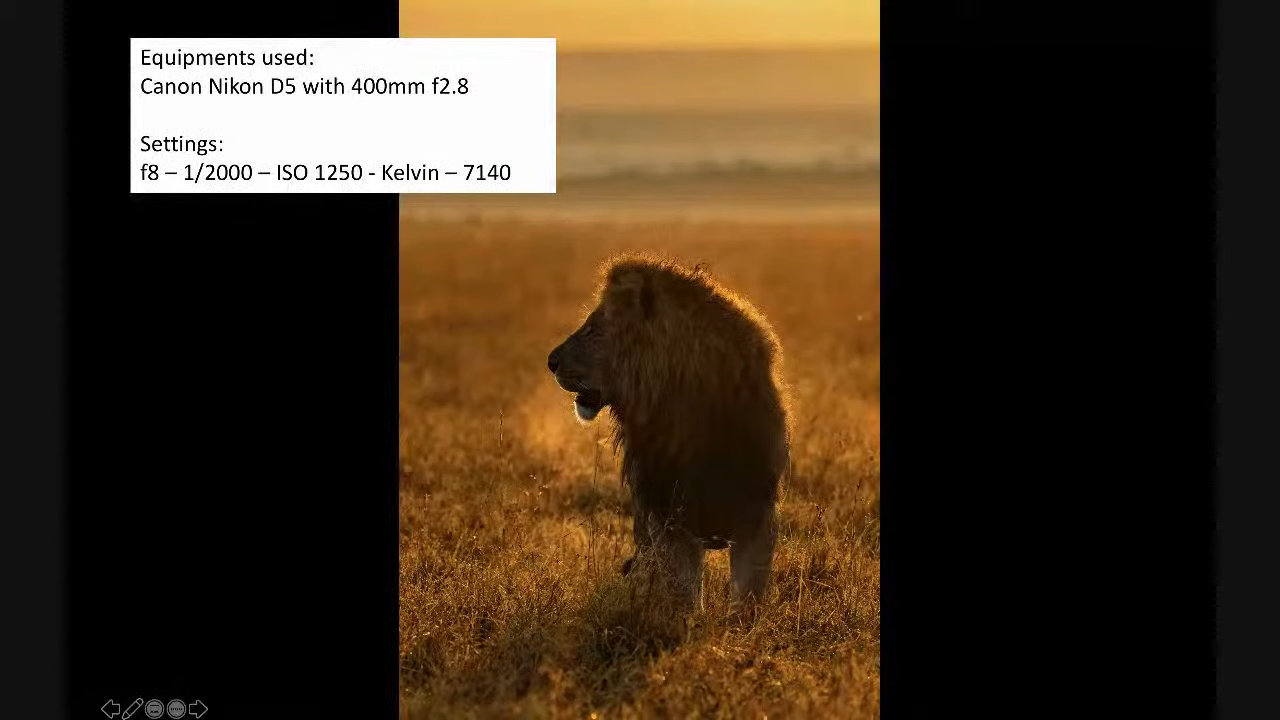 Equipments used:
Canon Nikon D5 with 400mm f2.8
Settings:
f8 – 1/2000 – ISO 1250 - Kelvin – 7140